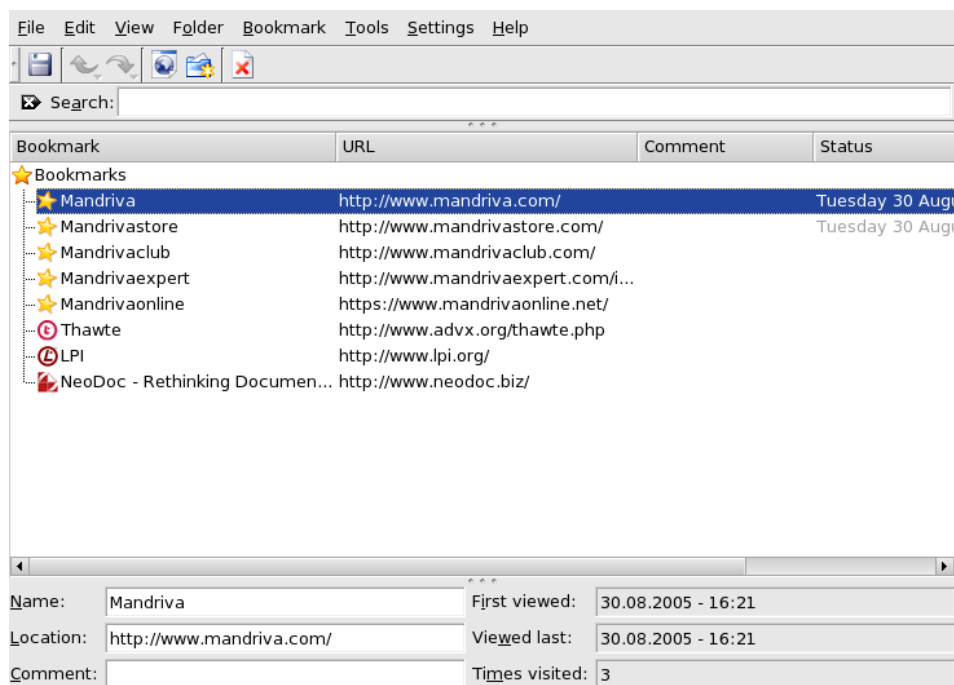 File Edit View Folder Bookmark Tools Settings Help
Search:
Bookmark URL Comment Status
Bookmarks
Mandriva http://www.mandriva.com/ Tuesday 30 Augu
Mandrivastore http://www.mandrivastore.com/ Tuesday 30 Augu
Mandrivaclub http://www.mandrivaclub.com/
Mandrivaexpert http://www.mandrivaexpert.com/i...
Mandrivaonline https://www.mandrivaonline.net/
Thawte http://www.advx.org/thawte.php
LPI http://www.lpi.org/
NeoDoc - Rethinking Documen... http://www.neodoc.biz/
Name: Mandriva First viewed: 30.08.2005 - 16:21
Location: http://www.mandriva.com/ Viewed last: 30.08.2005 - 16:21
Comment: Times visited: 3